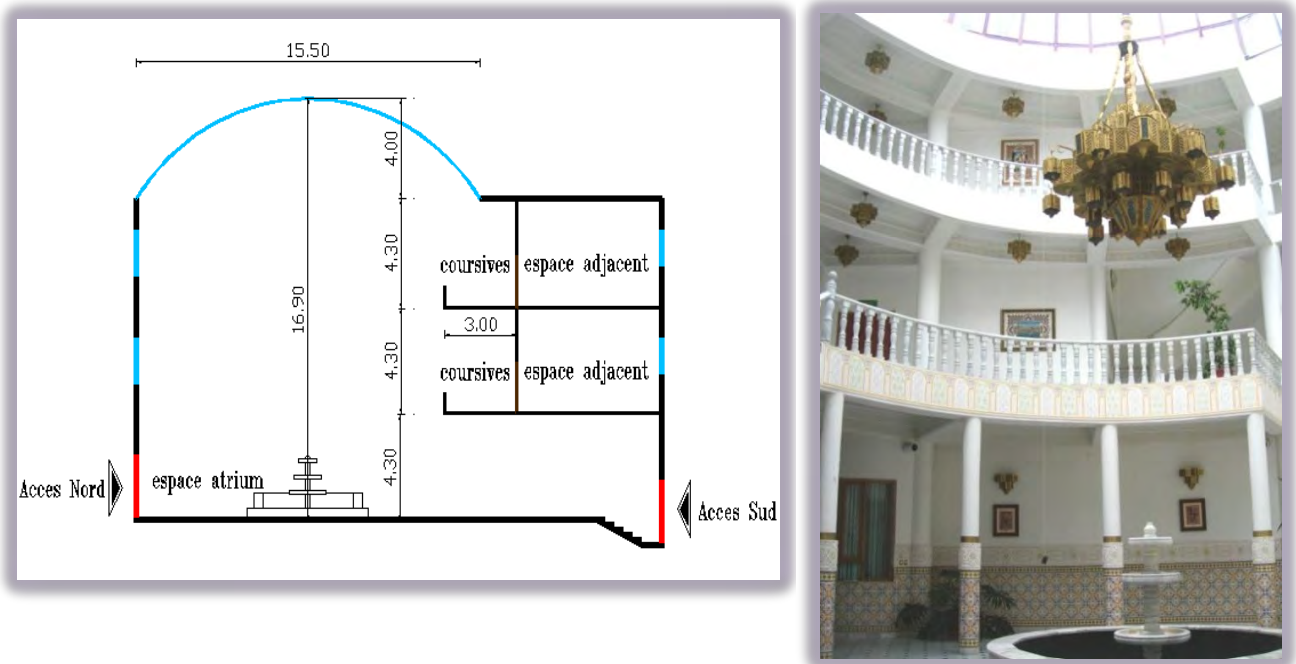 15.50
4.00
4.30
coursives espace adjacent
16.90
3.00
4.30
coursives espace adjacent
4.30
espace atrium
Acces Nord
Acces Sud